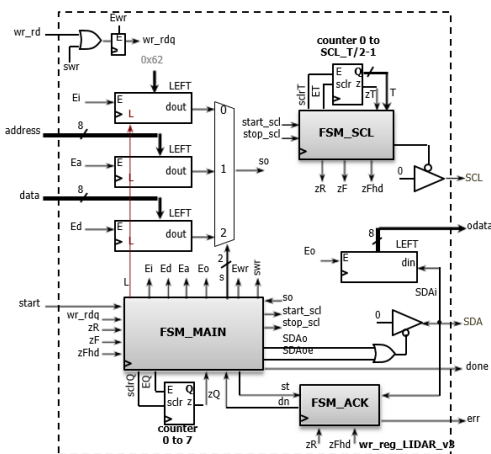 Ewr
wr_rd
E
wr_rdq
swr
0x62
counter 0 to
SCL_T/2-1
LEFT
Ei
E
dout
L
0
sclrT
ET
E
Q
sclr
z
zT
T
address
8
LEFT
start_scl
stop_scl
FSM_SCL
Ea
E
dout
1
so
data
8
LEFT
zR
zF
zFhd
0
SCL
Ed
E
dout
2
8
odata
LEFT
Eo
E
din
SDAi
2
s
L
Ei
Ed
Ea
Eo
Ewr
swr
start
wr_rdq
zR
zF
zFhd
FSM_MAIN
so
start_scl
stop_scl
SDAo
SDAoe
0
SDA
done
sclrQ
EQ
E
sclr
z
zQ
counter
0 to 7
st
dn
FSM_ACK
err
zR
zFhd
wr_reg_LIDAR_v3